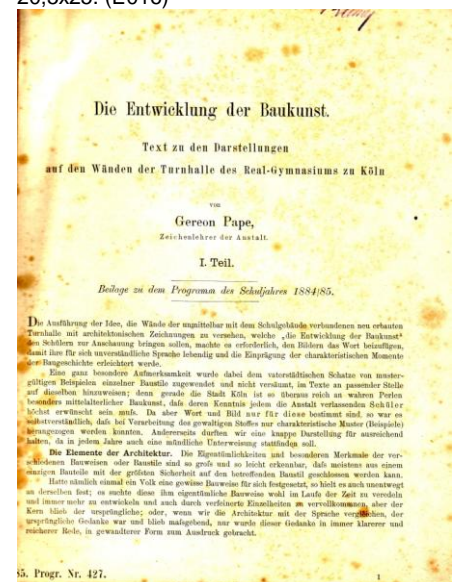 Die Entwicklung der Baukunst.
Text zu den Darstellungen
auf den Wänden der Turnhalle des Real-Gymnasiums zu Köln
von
Gereon Pape,
Zeichenlehrer der Anstalt.
I. Teil.
Beilage zu dem Programm des Schuljahres 1884/85.
Die Ausführung der Idee, die Wände der unmittelbar mit dem Schulgebäude verbundenen neu erbauten
Turnhalle mit architektonischen Zeichnungen zu versehen, welche „die Entwicklung der Baukunst“
den Schülern zur Anschauung bringen sollen, machte es erforderlich, den Bildern das Wort beizufügen,
damit ihre für sich unverständliche Sprache lebendig und die Einprägung der charakteristischen Momente
der Baugeschichte erleichtert werde.
Eine ganz besondere Aufmerksamkeit wurde dabei dem vaterstädtischen Schatze von muster-
gültigen Beispielen einzelner Baustile zugewendet und nicht versäumt, im Texte an passender Stelle
auf dieselben hinzuweisen; denn gerade die Stadt Köln ist so überaus reich an wahren Perlen
besonders mittelalterlicher Baukunst, dafs deren Kenntnis jedem die Anstalt verlassenden Schüler
höchst erwünscht sein mufs. Da aber Wort und Bild nur für diese bestimmt sind, so war es
selbstverständlich, dafs bei Verarbeitung des gewaltigen Stoffes nur charakteristische Muster (Beispiele)
herangezogen werden konnten. Andererseits durften wir eine knappe Darstellung für ausreichend
halten, da in jedem Jahre auch eine mündliche Unterweisung stattfinden soll.
Die Elemente der Architektur. Die Eigentümlichkeiten und besonderen Merkmale der ver-
schiedenen Bauweisen oder Baustile sind so grofs und so leicht erkennbar, dafs meistens aus einem
einzigen Bauteile mit der gröfsten Sicherheit auf den betreffenden Baustil geschlossen werden kann.
Hatte nämlich einmal ein Volk eine gewisse Bauweise für sich festgesetzt, so hielt es auch unentwegt
an derselben fest; es suchte diese ihm eigentümliche Bauweise wohl im Laufe der Zeit zu veredeln
und immer mehr zu entwickeln und auch durch verfeinerte Einzelheiten zu vervollkommnen, aber der
Kern blieb der ursprüngliche; oder, wenn wir die Architektur mit der Sprache vergleichen, der
ursprüngliche Gedanke war und blieb mafsgebend, nur wurde dieser Gedanke in immer klarerer und
reicherer Rede, in gewandterer Form zum Ausdruck gebracht.
85. Progr. Nr. 427.
1